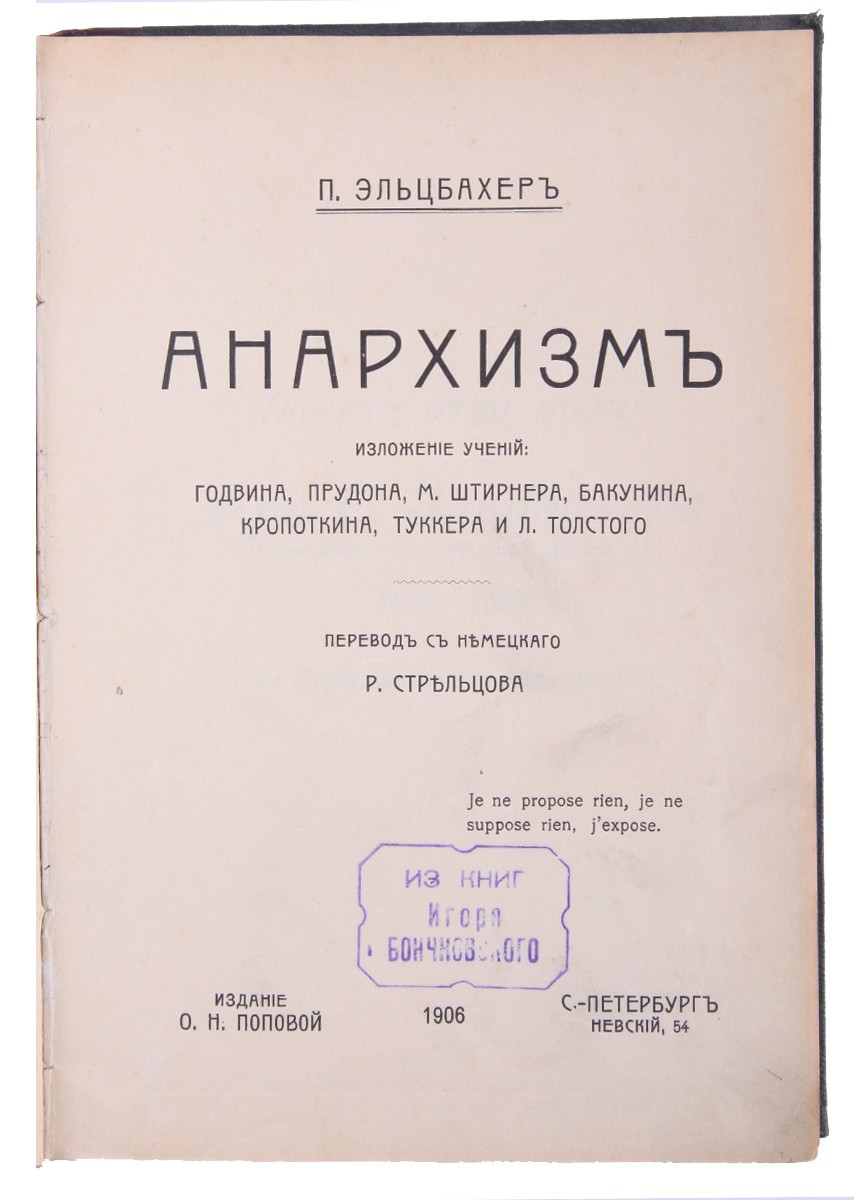 П. ЭЛЬЦБАХЕРЪ
АНАРХИЗМЪ
ИЗЛОЖЕНІЕ УЧЕНІЙ:
ГОДВИНА, ПРУДОНА, М. ШТИРНЕРА, БАКУНИНА,
КРОПОТКИНА, ТУККЕРА И Л. ТОЛСТОГО
ПЕРЕВОДЪ СЪ НѢМЕЦКАГО
Р. СТРѢЛЬЦОВА
Je ne propose rien, je ne
suppose rien, j'expose.
ИЗ КНИГ
Игоря
ИЗДАНІЕ
О. Н. ПОПОВОЙ
1906
С.-ПЕТЕРБУРГЪ
НЕВСКІЙ, 54